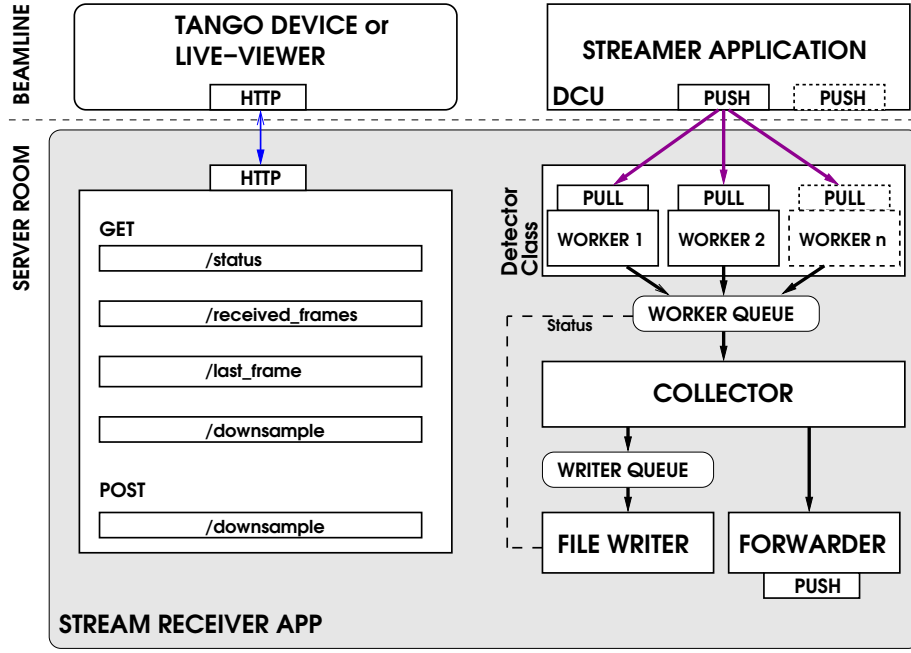 BEAMLINE
TANGO DEVICE or
LIVE-VIEWER
HTTP
STREAMER APPLICATION
DCU
PUSH
PUSH
SERVER ROOM
HTTP
GET
/status
/received_frames
/last_frame
/downsample
POST
/downsample
Detector
Class
PULL
PULL
PULL
WORKER 1
WORKER 2
WORKER n
WORKER QUEUE
Status
COLLECTOR
WRITER QUEUE
FILE WRITER
FORWARDER
PUSH
STREAM RECEIVER APP